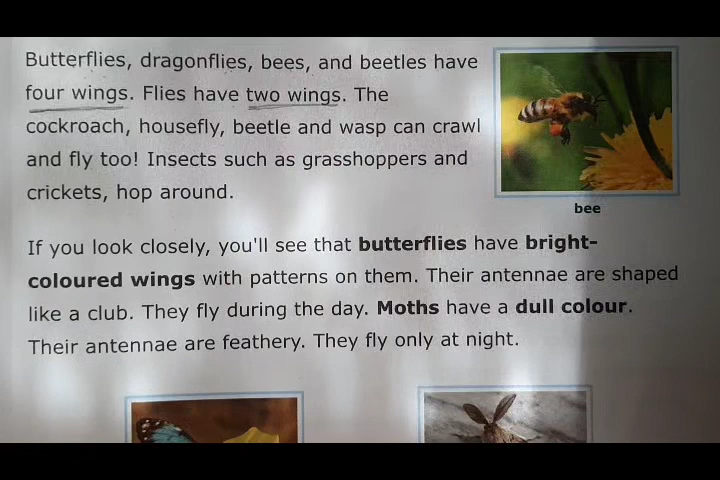 Butterflies, dragonflies, bees, and beetles have
four wings. Flies have two wings. The
cockroach, housefly, beetle and wasp can crawl
and fly too! Insects such as grasshoppers and
crickets, hop around.
bee
If you look closely, you'll see that butterflies have bright-
coloured wings with patterns on them. Their antennae are shaped
like a club. They fly during the day. Moths have a dull colour.
Their antennae are feathery. They fly only at night.